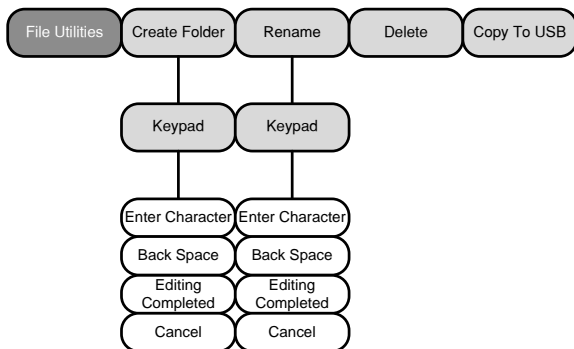 File Utilities
Create Folder
Rename
Delete
Copy To USB
Keypad
Keypad
Enter Character
Enter Character
Back Space
Back Space
Editing
Completed
Editing
Completed
Cancel
Cancel